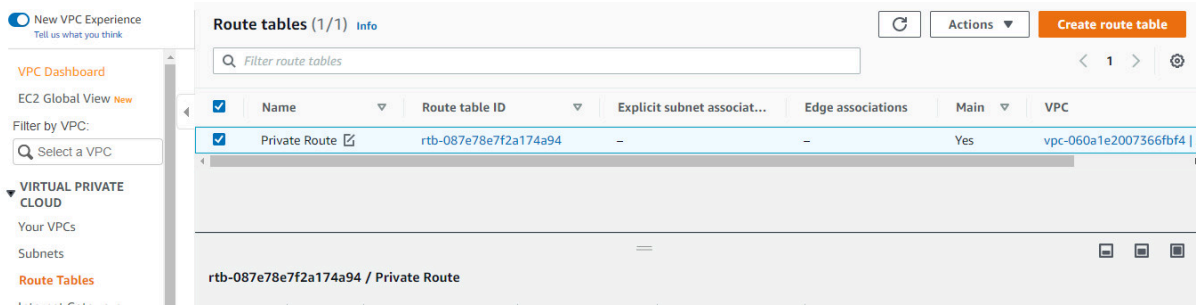 New VPC Experience
Tell us what you think
VPC Dashboard
EC2 Global View New
Filter by VPC:
Select a VPC
VIRTUAL PRIVATE
CLOUD
Your VPCs
Subnets
Route Tables
Route tables (1/1) Info
Actions
Create route table
Filter route tables
1
Name Route table ID Explicit subnet associat... Edge associations Main VPC
Private Route rtb-087e78e7f2a174a94 – – Yes vpc-060a1e2007366fbf4 |
rtb-087e78e7f2a174a94 / Private Route